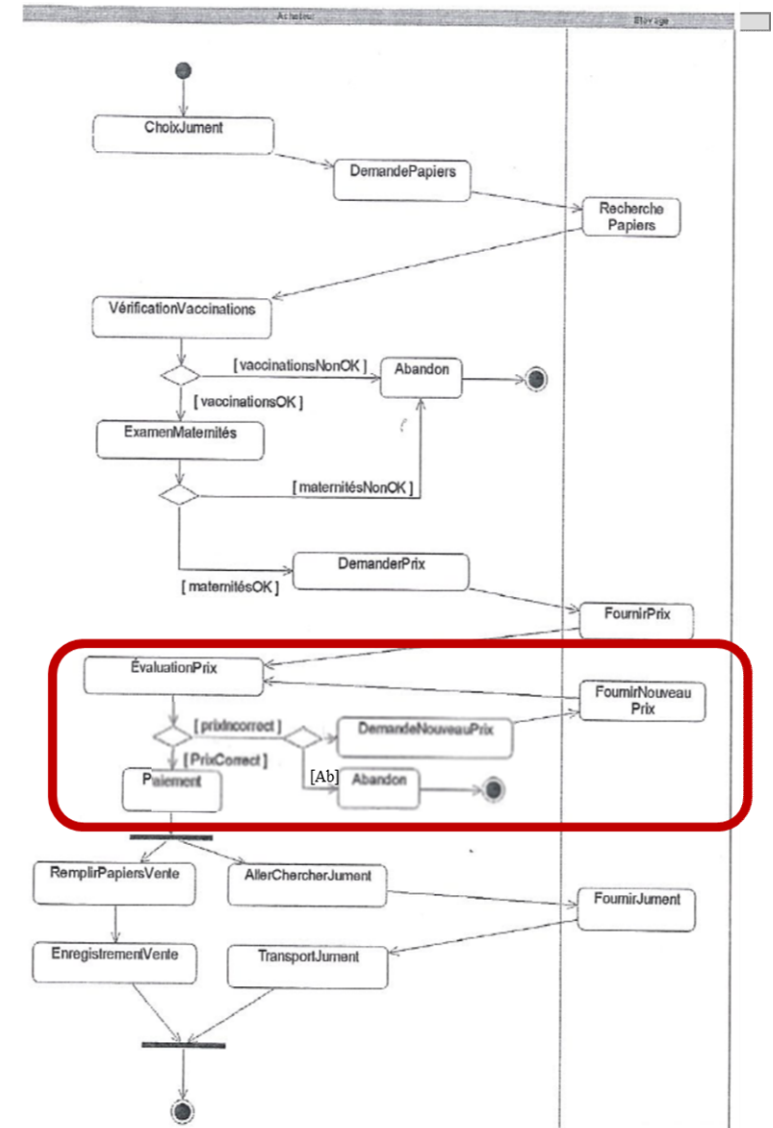 Acheteur
Elevage
ChoixJument
DemandePapiers
Recherche
Papiers
VérificationVaccinations
[ vaccinationsNonOK ]
Abandon
[ vaccinationsOK ]
ExamenMaternités
[ maternitésNonOK ]
DemanderPrix
[ maternitésOK ]
FournirPrix
ÉvaluationPrix
FournirNouveau
Prix
[ prixIncorrect ]
DemandeNouveauPrix
[ PrixCorrect ]
Paiement
[Ab]
Abandon
RemplirPapiersVente
AllerChercherJument
FournirJument
EnregistrementVente
TransportJument